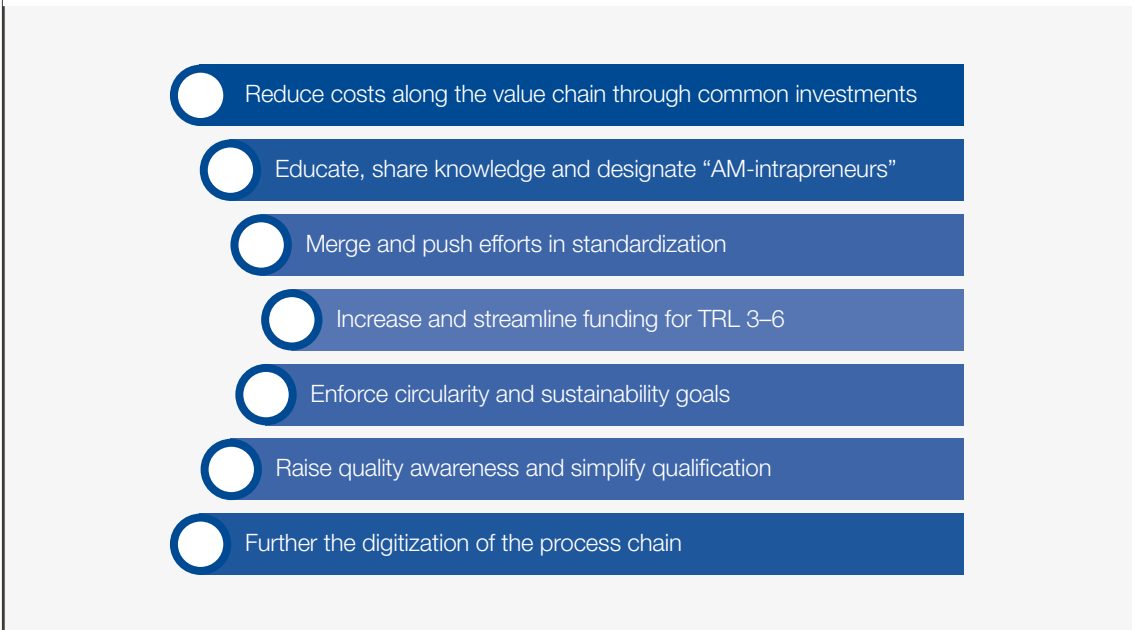 Reduce costs along the value chain through common investments
Educate, share knowledge and designate “AM-intrapreneurs”
Merge and push efforts in standardization
Increase and streamline funding for TRL 3–6
Enforce circularity and sustainability goals
Raise quality awareness and simplify qualification
Further the digitization of the process chain